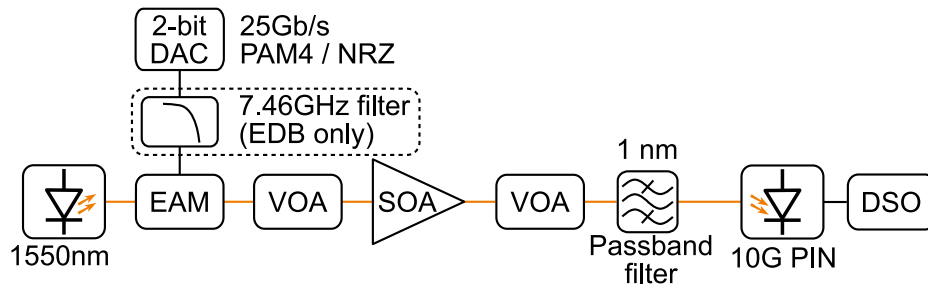 2-bit
DAC
25Gb/s
PAM4 / NRZ
7.46GHz filter
(EDB only)
1550nm
EAM
VOA
SOA
VOA
1 nm
Passband
filter
10G PIN
DSO